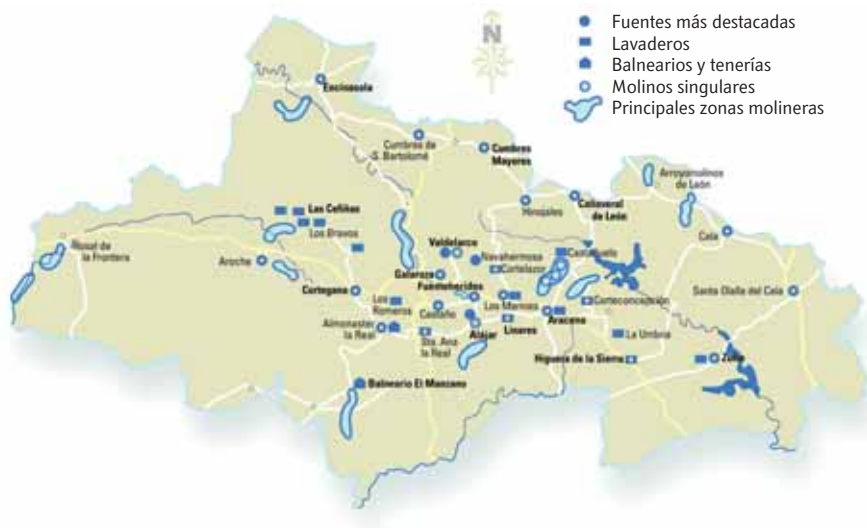 N
Fuentes más destacadas
Lavaderos
Balnearios y tenerías
Molinos singulares
Principales zonas molineras
Encinasola
Cumbres de
S. Bartolomé
Cumbres
Mayores
Arroyomolinos
de León
Hinojales
Cañaveral
de León
Las Cefiñas
Los Bravos
Rosal de
la Frontera
Aroche
Valdelarco
Navahermosa
Castañuelo
Cala
Galaroza
Cortelazor
Fuenteheridos
Cortegana
Los
Romeros
Castaño
Los Marines
Corteconcepción
Santa Olalla del Cala
Almonaster
la Real
Sta. Ana
la Real
Alájar
Linares
Aracena
La Umbría
Higuera de la Sierra
Zufre
Balneario El Manzano